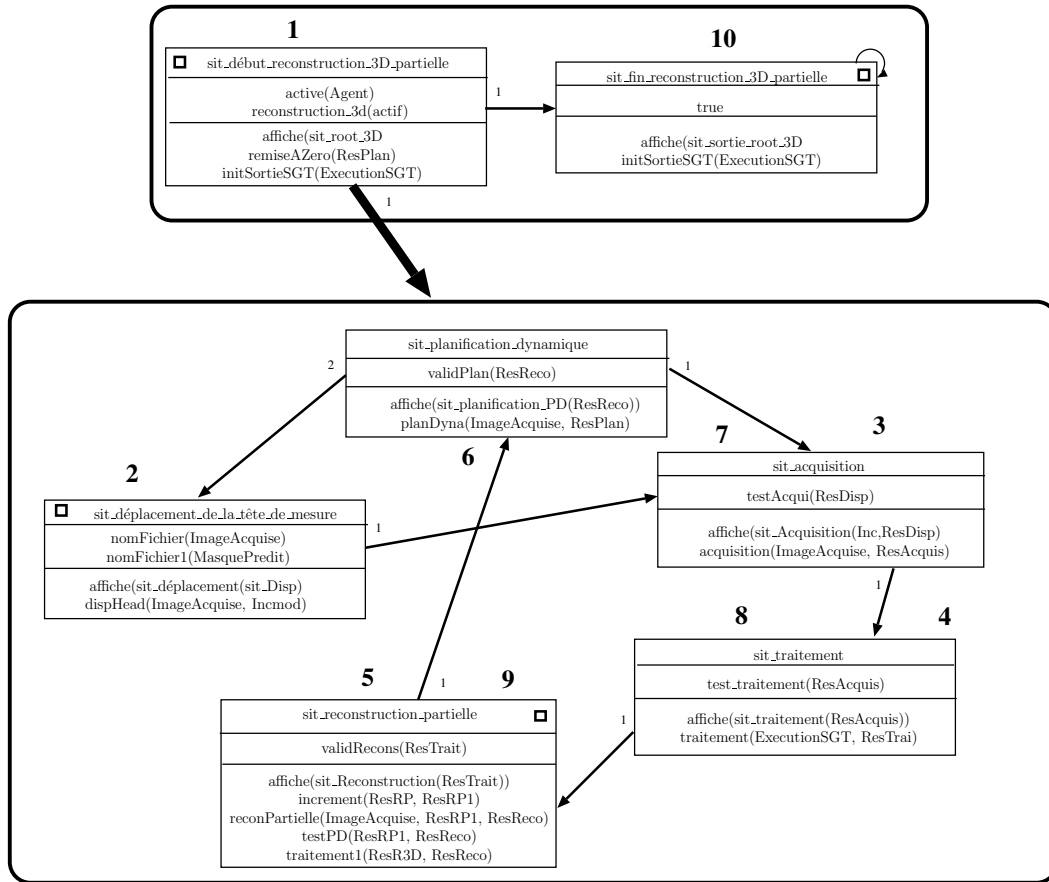 1
sit_début_reconstruction_3D_partielle
active(Agent)
reconstruction_3d(actif)
affiche(sit_root_3D
remiseAZero(ResPlan)
initSortieSGT(ExecutionSGT)
1
10
sit_fin_reconstruction_3D_partielle
true
affiche(sit_sortie_root_3D
initSortieSGT(ExecutionSGT)
1
sit_planification_dynamique
validPlan(ResReco)
affiche(sit_planification_PD(ResReco))
planDyna(ImageAcquise, ResPlan)
2
1
6
7
3
2
sit_déplacement_de_la_tête_de_mesure
nomFichier(ImageAcquise)
nomFichier1(MasquePredit)
affiche(sit_déplacement(sit_Disp)
dispHead(ImageAcquise, Incmod)
1
sit_acquisition
testAcqui(ResDisp)
affiche(sit_Acquisition(Inc,ResDisp)
acquisition(ImageAcquise, ResAcquis)
1
8
4
sit_traitement
test_traitement(ResAcquis)
affiche(sit_traitement(ResAcquis))
traitement(ExecutionSGT, ResTrai)
1
5
1
9
sit_reconstruction_partielle
validRecons(ResTrait)
affiche(sit_Reconstruction(ResTrait))
increment(ResRP, ResRP1)
reconPartielle(ImageAcquise, ResRP1, ResReco)
testPD(ResRP1, ResReco)
traitement1(ResR3D, ResReco)